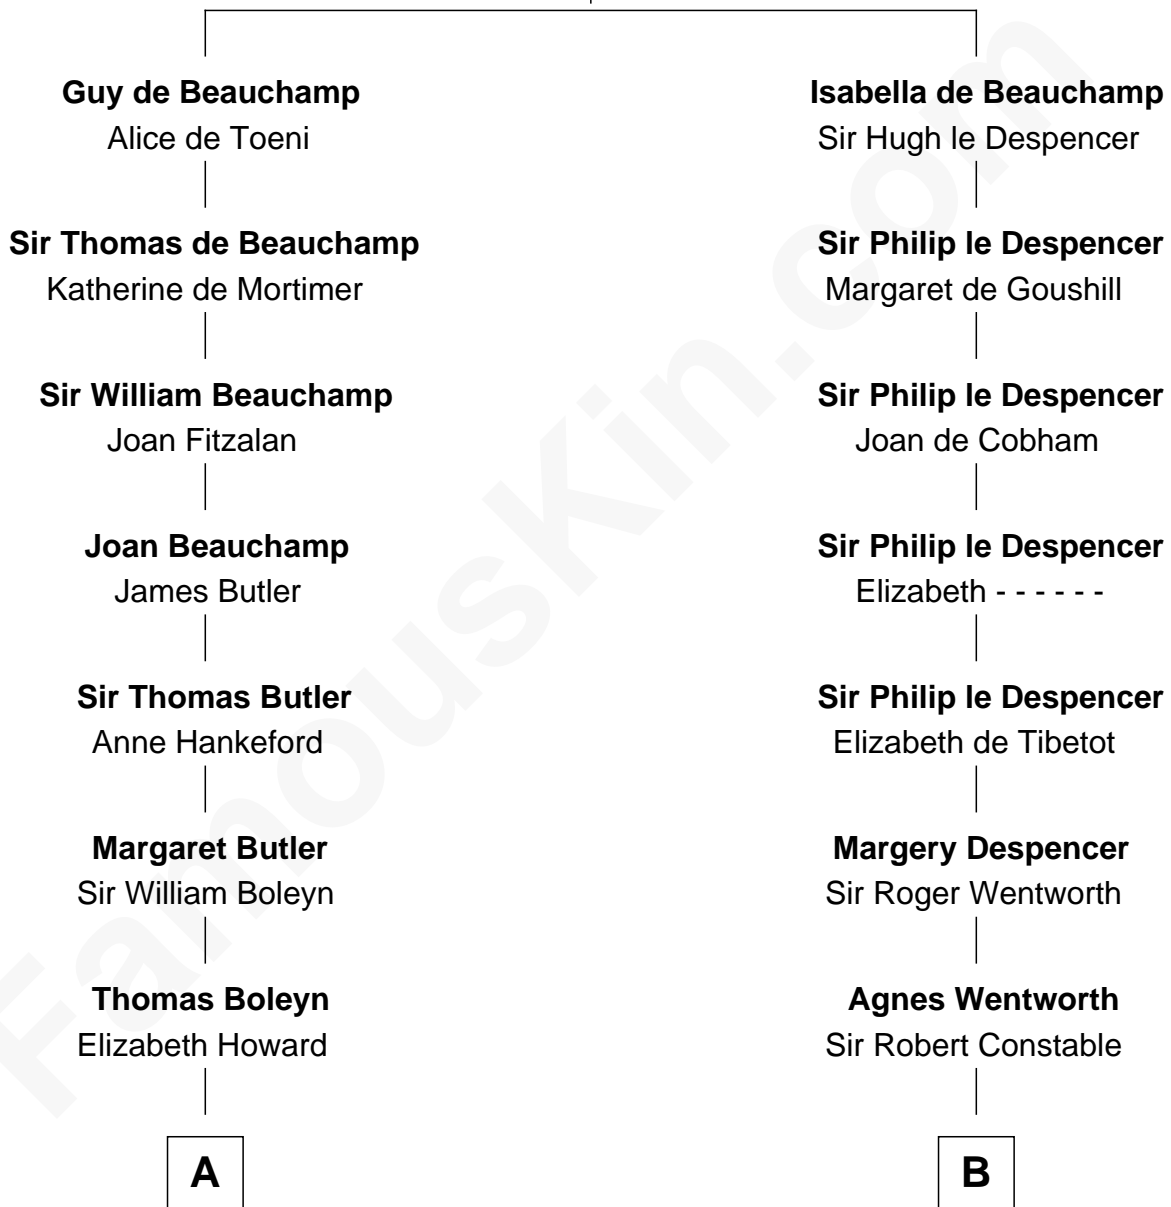 Guy de Beauchamp
Alice de Toeni
Sir Thomas de Beauchamp
Katherine de Mortimer
Sir William Beauchamp
Joan Fitzalan
Joan Beauchamp
James Butler
Sir Thomas Butler
Anne Hankeford
Margaret Butler
Sir William Boleyn
Thomas Boleyn
Elizabeth Howard
A
Isabella de Beauchamp
Sir Hugh le Despencer
Sir Philip le Despencer
Margaret de Goushill
Sir Philip le Despencer
Joan de Cobham
Sir Philip le Despencer
Elizabeth - - - - - -
Sir Philip le Despencer
Elizabeth de Tibetot
Margery Despencer
Sir Roger Wentworth
Agnes Wentworth
Sir Robert Constable
B
FamousKin.com